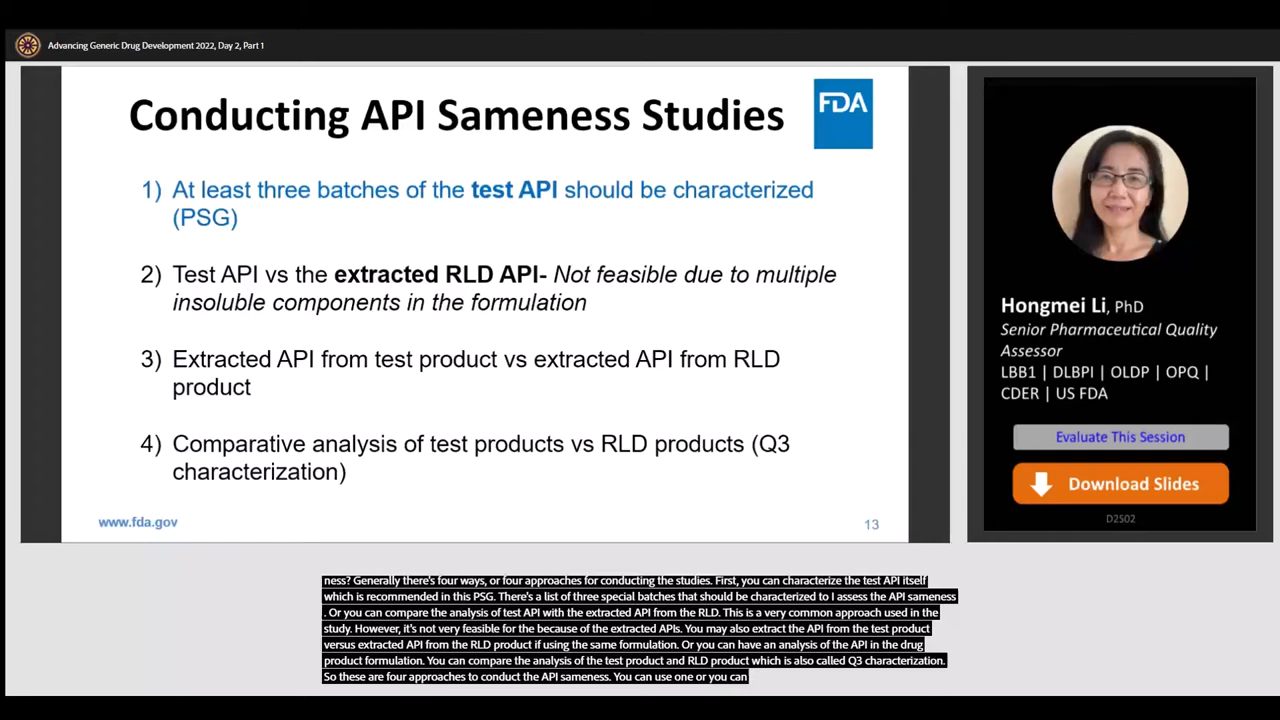 Advancing Generic Drug Development 2022, Day 2, Part 1
Conducting API Sameness Studies
FDA
1) At least three batches of the test API should be characterized
(PSG)
2) Test API vs the extracted RLD API- Not feasible due to multiple
insoluble components in the formulation
3) Extracted API from test product vs extracted API from RLD
product
4) Comparative analysis of test products vs RLD products (Q3
characterization)
www.fda.gov
13
Hongmei Li, PhD
Senior Pharmaceutical Quality
Assessor
LBB1 | DLBPI | OLDP | OPQ |
CDER | US FDA
Evaluate This Session
Download Slides
D2502
ness? Generally there's four ways, or four approaches for conducting the studies. First, you can characterize the test API itself
which is recommended in this PSG. There's a list of three special batches that should be characterized to I assess the API sameness
. Or you can compare the analysis of test API with the extracted API from the RLD. This is a very common approach used in the
study. However, it's not very feasible for the because of the extracted APIs. You may also extract the API from the test product
versus extracted API from the RLD product if using the same formulation. Or you can have an analysis of the API in the drug
product formulation. You can compare the analysis of the test product and RLD product which is also called Q3 characterization.
So these are four approaches to conduct the API sameness. You can use one or you can